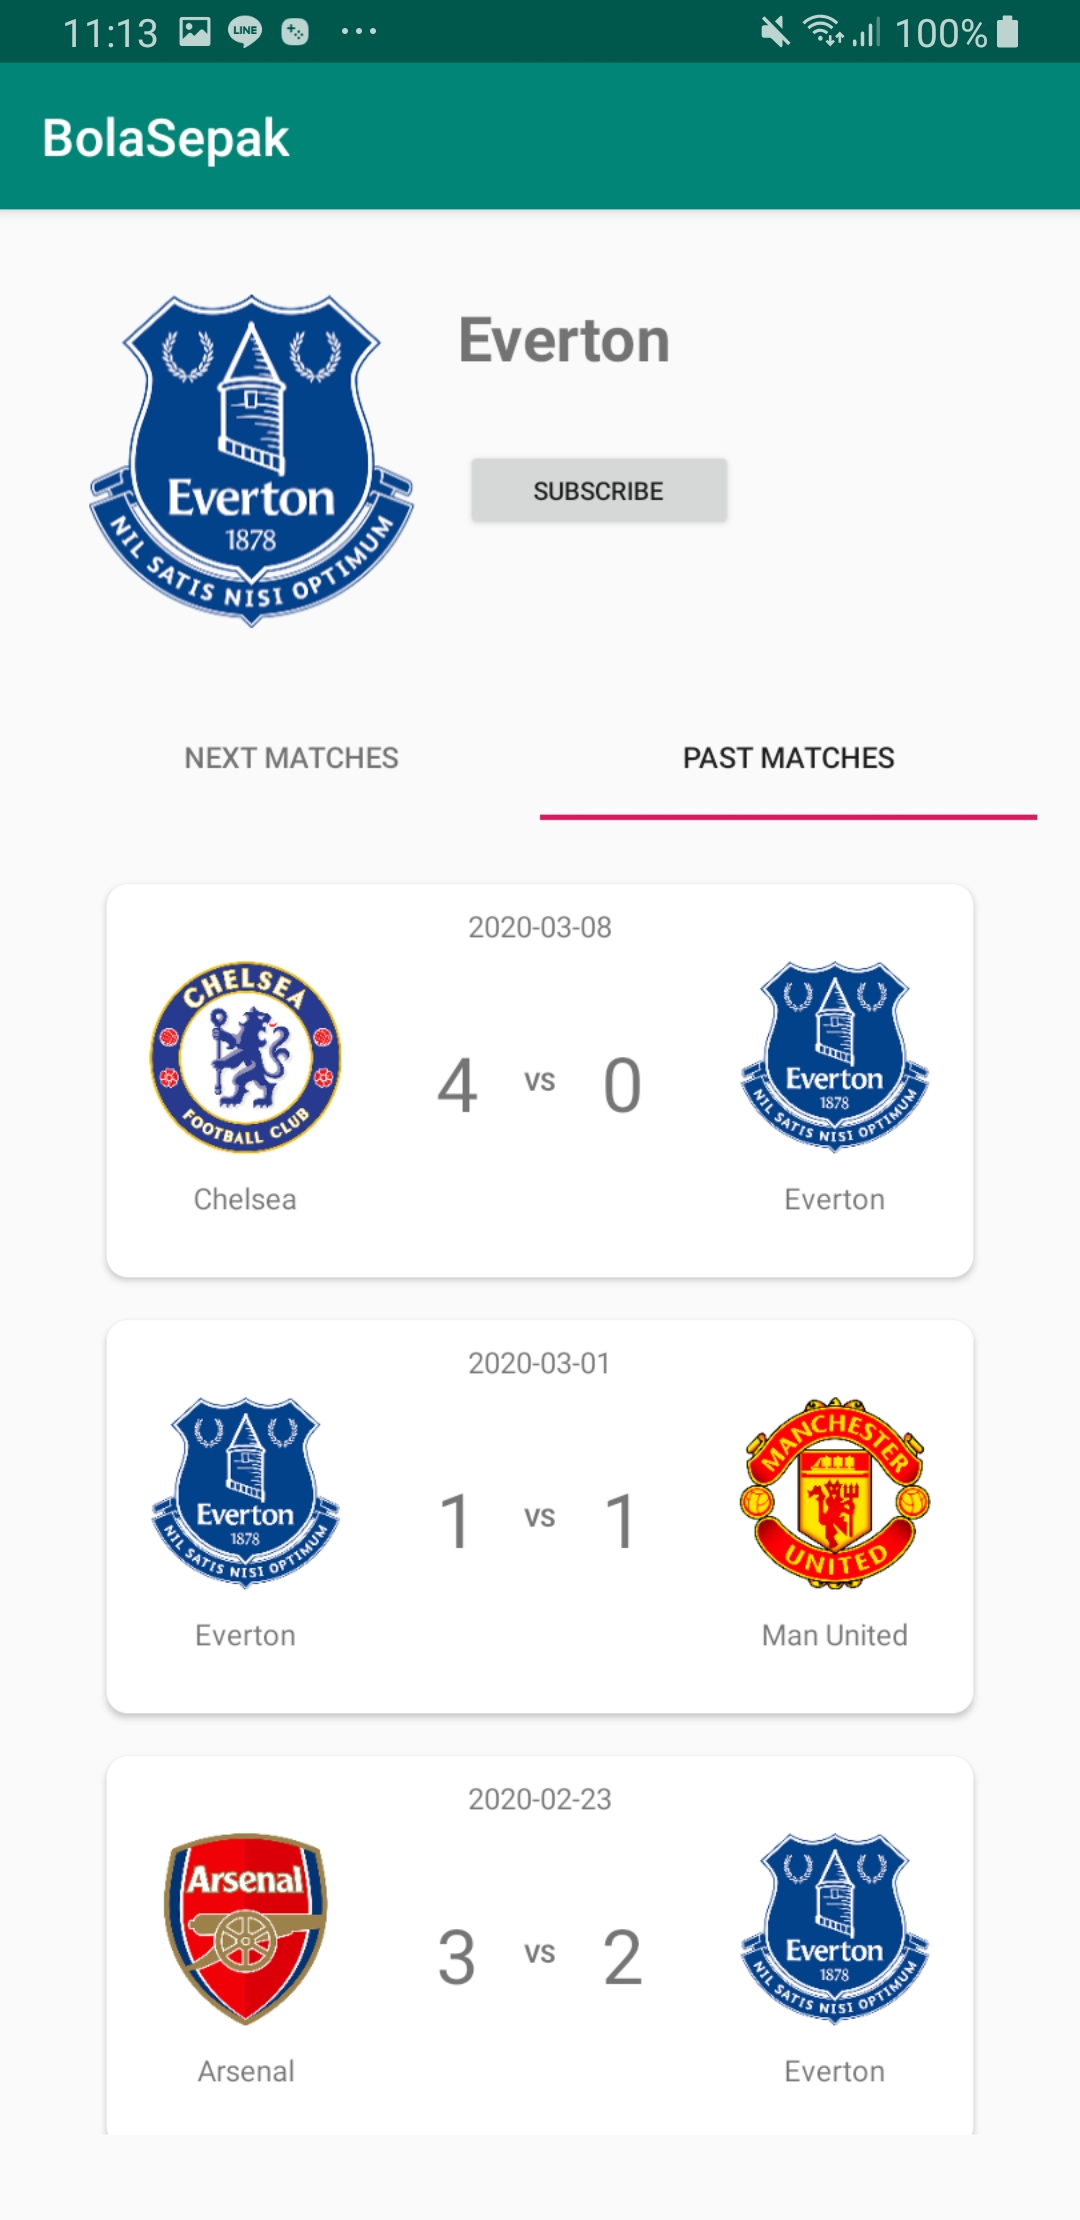 11:13 LINE 100%
BolaSepak
Everton
1878
NIL SATIS NISI OPTIMUM
Everton
SUBSCRIBE
NEXT MATCHES PAST MATCHES
2020-03-08
CHELSEA
FOOTBALL CLUB
4 vs 0
Everton
1878
NIL SATIS NISI OPTIMUM
Chelsea Everton
2020-03-01
Everton
1878
NIL SATIS NISI OPTIMUM
1 vs 1
MANCHESTER
UNITED
Everton Man United
2020-02-23
Arsenal
3 vs 2
Everton
1878
NIL SATIS NISI OPTIMUM
Arsenal Everton